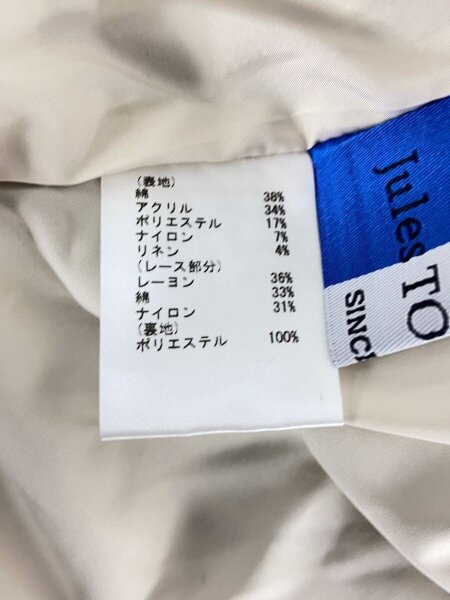 (表地)
綿 38%
アクリル 34%
ポリエステル 17%
ナイロン 7%
リネン 4%
(レース部分)
レーヨン 36%
綿 33%
ナイロン 31%
(裏地)
ポリエステル 100%
Jules
TO
SINC